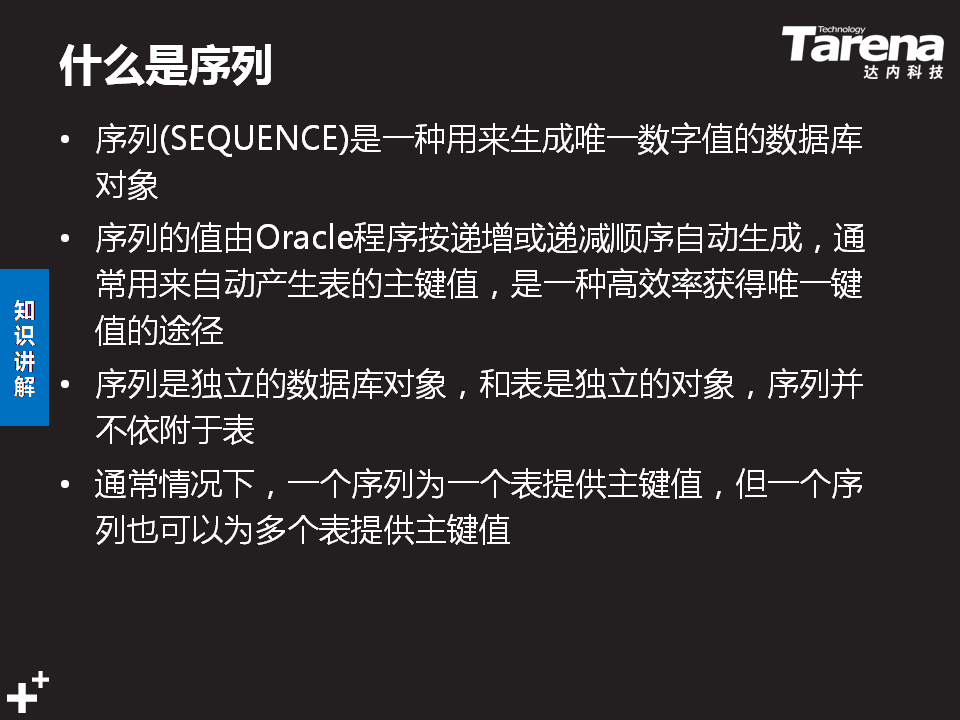 什么是序列
Technology
Tarena
达内科技
• 序列(SEQUENCE)是一种用来生成唯一数字值的数据库
对象
• 序列的值由Oracle程序按递增或递减顺序自动生成，通
常用来自动产生表的主键值，是一种高效率获得唯一键
值的途径
知识讲解
• 序列是独立的数据库对象，和表是独立的对象，序列并
不依附于表
• 通常情况下，一个序列为一个表提供主键值，但一个序
列也可以为多个表提供主键值